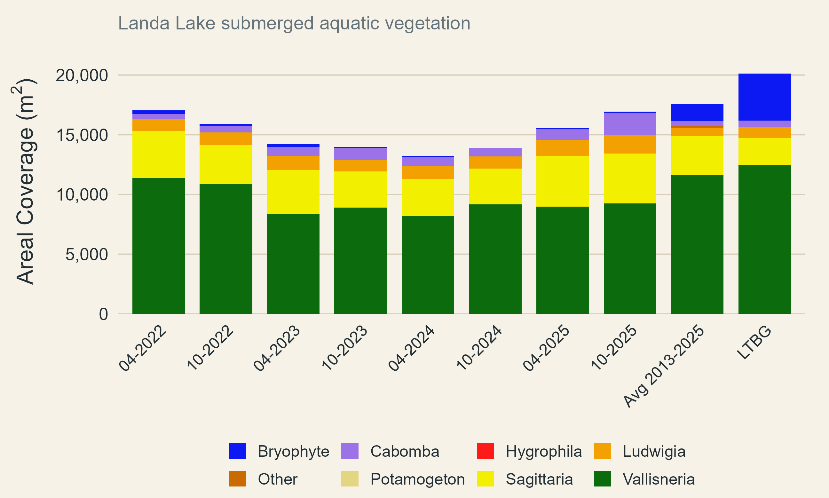 Landa Lake submerged aquatic vegetation
Areal Coverage (m²)
20,000
15,000
10,000
5,000
0
04-2022
10-2022
04-2023
10-2023
04-2024
10-2024
04-2025
10-2025
Avg 2013-2025
LTBG
Bryophyte Cabomba Hygrophila Ludwigia
Other Potamogeton Sagittaria Vallisneria